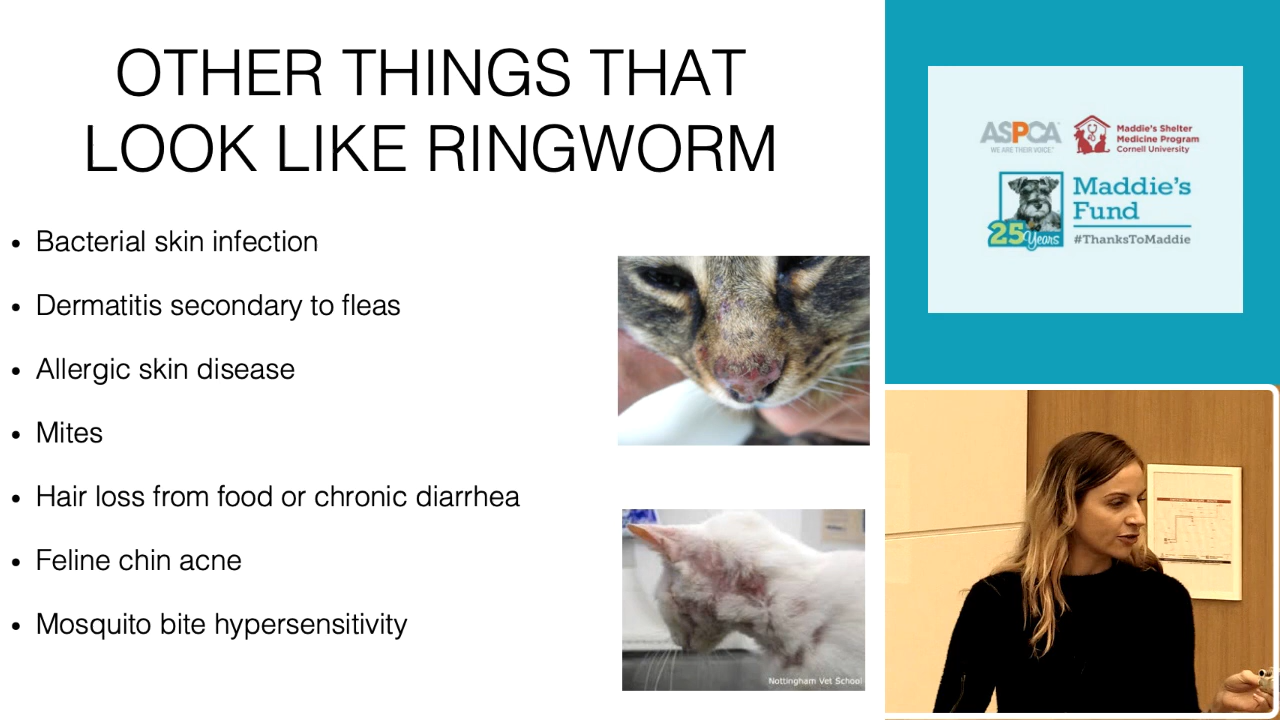 OTHER THINGS THAT
LOOK LIKE RINGWORM
• Bacterial skin infection
• Dermatitis secondary to fleas
• Allergic skin disease
• Mites
• Hair loss from food or chronic diarrhea
• Feline chin acne
• Mosquito bite hypersensitivity
Nottingham Vet School
ASPCA
WE ARE THEIR VOICE
Maddie's Shelter
Medicine Program
Cornell University
25 Years
Maddie's
Fund
#ThanksToMaddie